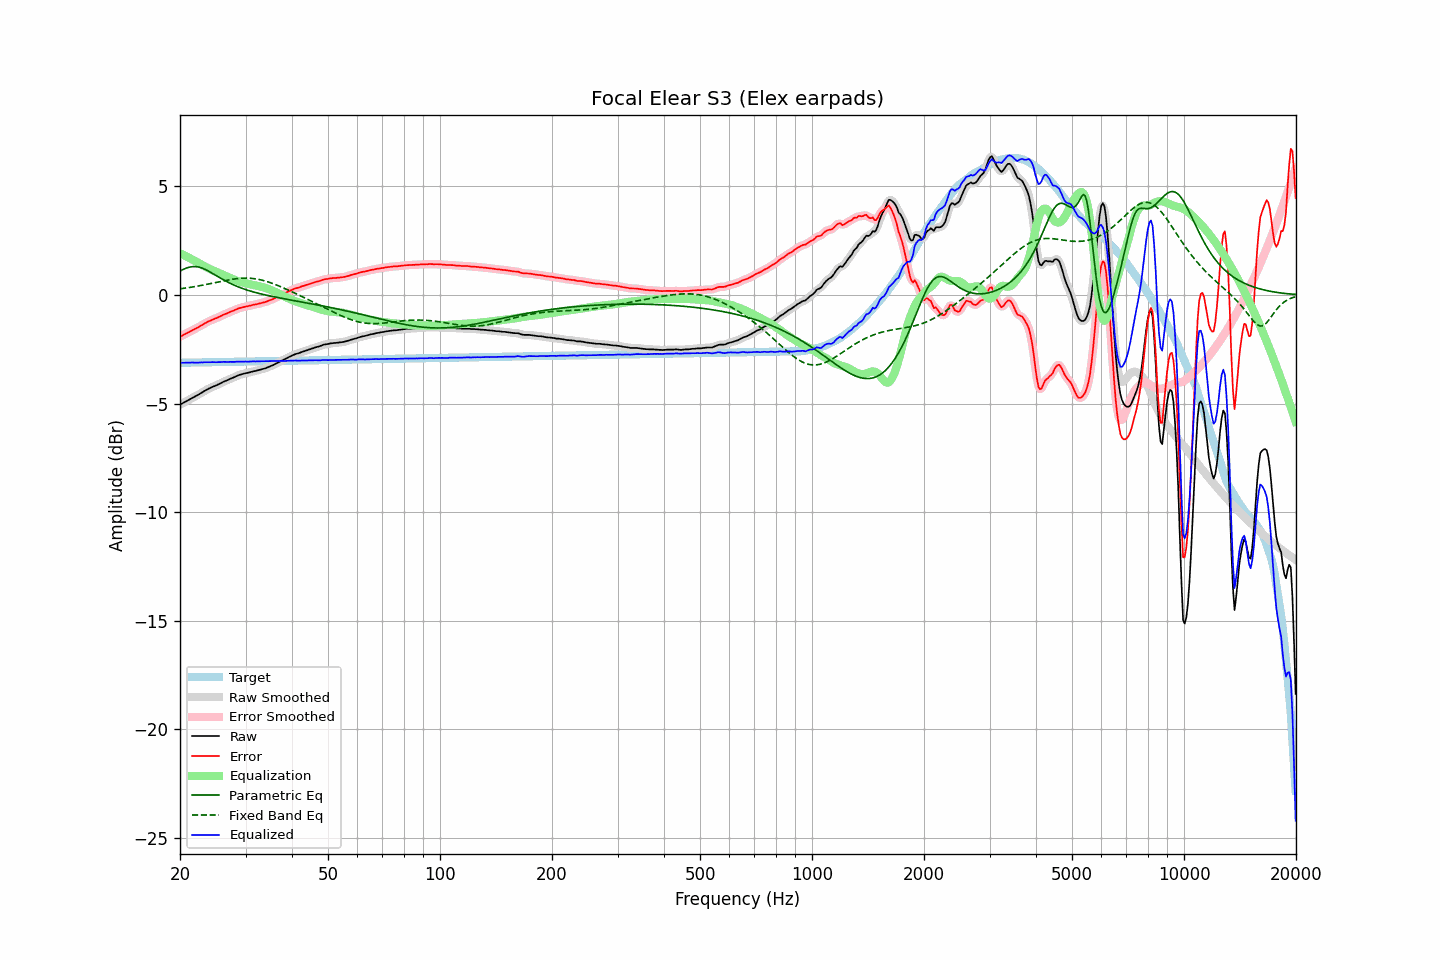 Focal Elear S3 (Elex earpads)
Amplitude (dBr)
5
0
−5
−10
−15
−20
−25
Target
Raw Smoothed
Error Smoothed
Raw
Error
Equalization
Parametric Eq
Fixed Band Eq
Equalized
20
50
100
200
500
1000
2000
5000
10000
20000
Frequency (Hz)